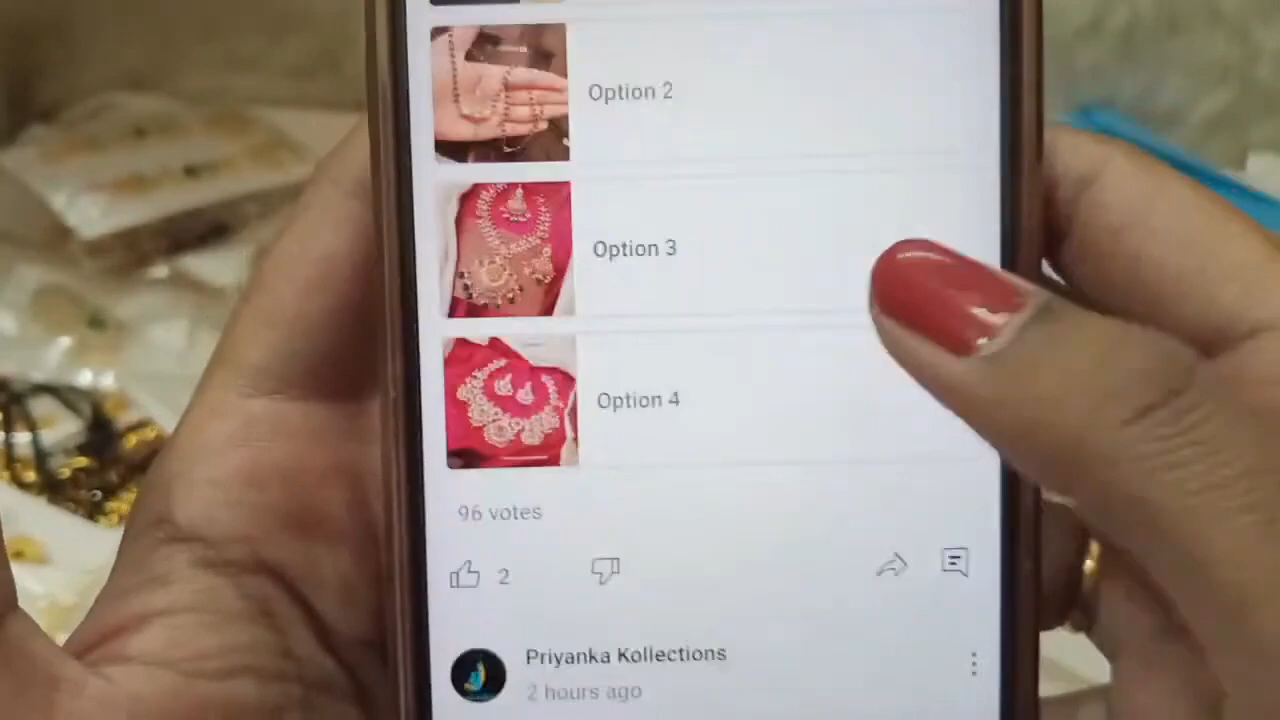 Option 2
Option 3
Option 4
96 votes
2
Priyanka Kollections
2 hours ago